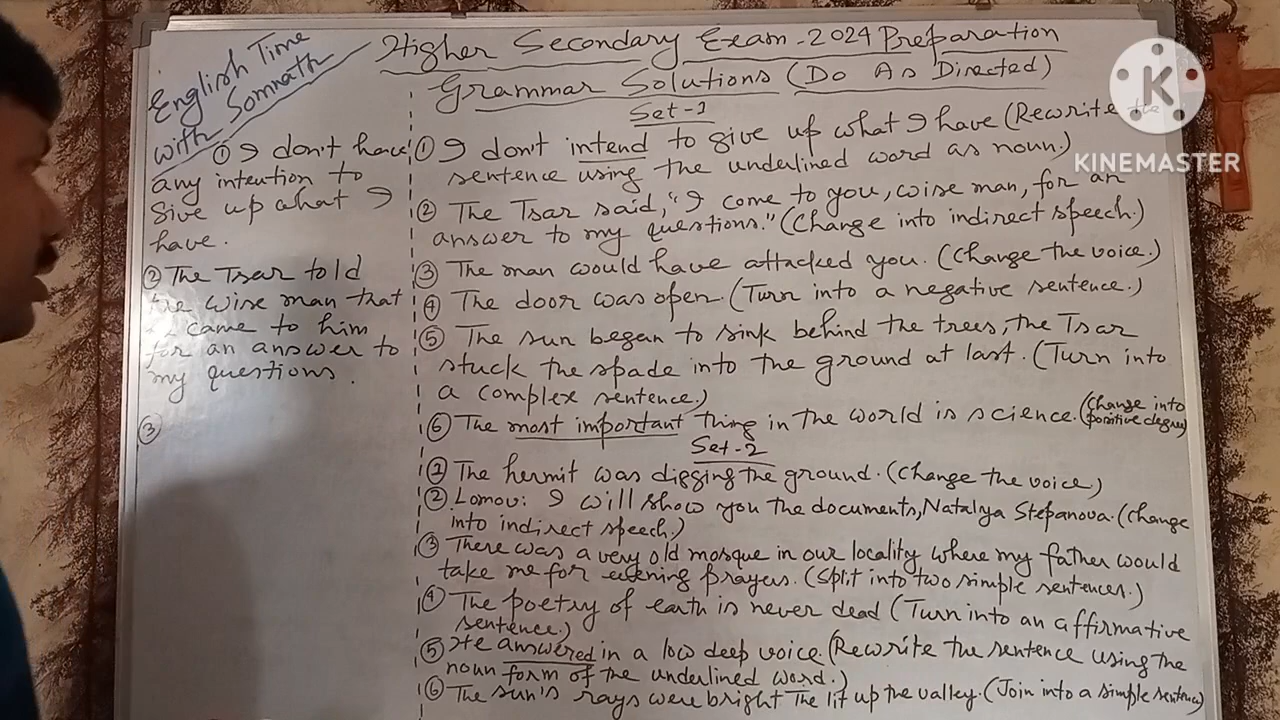 English Time
with Somnath
Higher Secondary Exam-2024 Preparation
Grammar Solutions (Do As Directed)
K
KINEMASTER
① I don't have
any intention to
give up what I
have.
② The Tsar told
the wise man that
came to him
for an answer to
my questions.
③
Set-1
① I don't intend to give up what I have (Rewrite the
sentence using the underlined word as noun.)
② The Tsar said, "I come to you, wise man, for an
answer to my questions." (Change into indirect speech.)
③ The man would have attacked you. (Change the voice.)
④ The door was open. (Turn into a negative sentence.)
⑤ The sun began to sink behind the trees, the Tsar
stuck the spade into the ground at last. (Turn into
a complex sentence.)
⑥ The most important thing in the world is science. (Change into
positive degree)
Set-2
① The hermit was digging the ground. (Change the voice)
② Lomov: I will show you the documents, Natalya Stepanova. (Change
into indirect speech.)
③ There was a very old mosque in our locality where my father would
take me for evening prayers. (Split into two simple sentences.)
④ The poetry of earth is never dead (Turn into an affirmative
sentence.)
⑤ He answered in a low deep voice. (Rewrite the sentence using the
noun form of the underlined word.)
⑥ The sun's rays were bright The lit up the valley. (Join into a simple sentence)